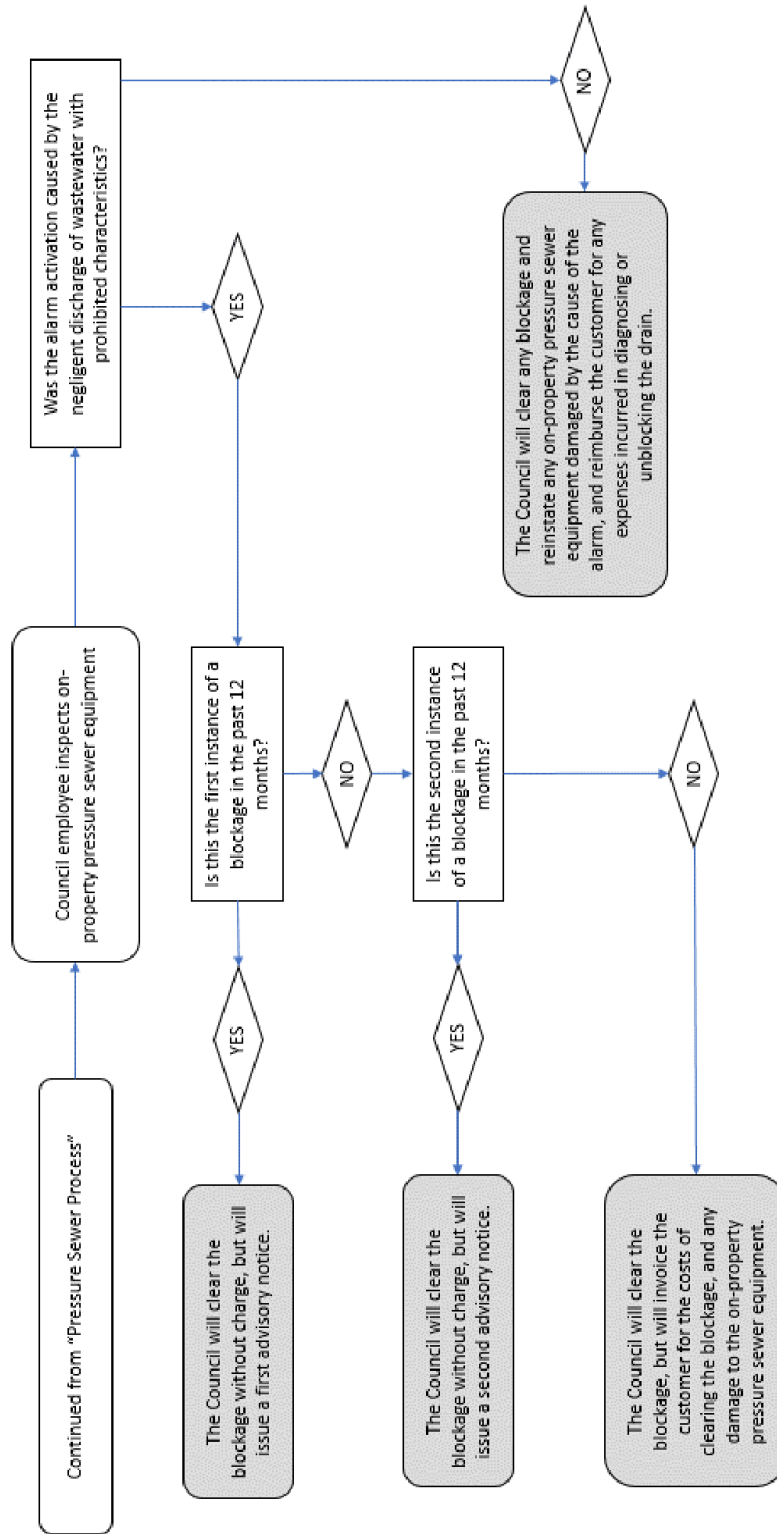 Continued from “Pressure Sewer Process”
Council employee inspects on-
property pressure sewer equipment
Was the alarm activation caused by the
negligent discharge of wastewater with
prohibited characteristics?
YES
NO
Is this the first instance of a
blockage in the past 12
months?
YES
The Council will clear the
blockage without charge, but will
issue a first advisory notice.
NO
Is this the second instance
of a blockage in the past 12
months?
YES
The Council will clear the
blockage without charge, but will
issue a second advisory notice.
NO
The Council will clear the
blockage, but will invoice the
customer for the costs of
clearing the blockage, and any
damage to the on-property
pressure sewer equipment.
The Council will clear any blockage and
reinstate any on-property pressure sewer
equipment damaged by the cause of the
alarm, and reimburse the customer for any
expenses incurred in diagnosing or
unblocking the drain.